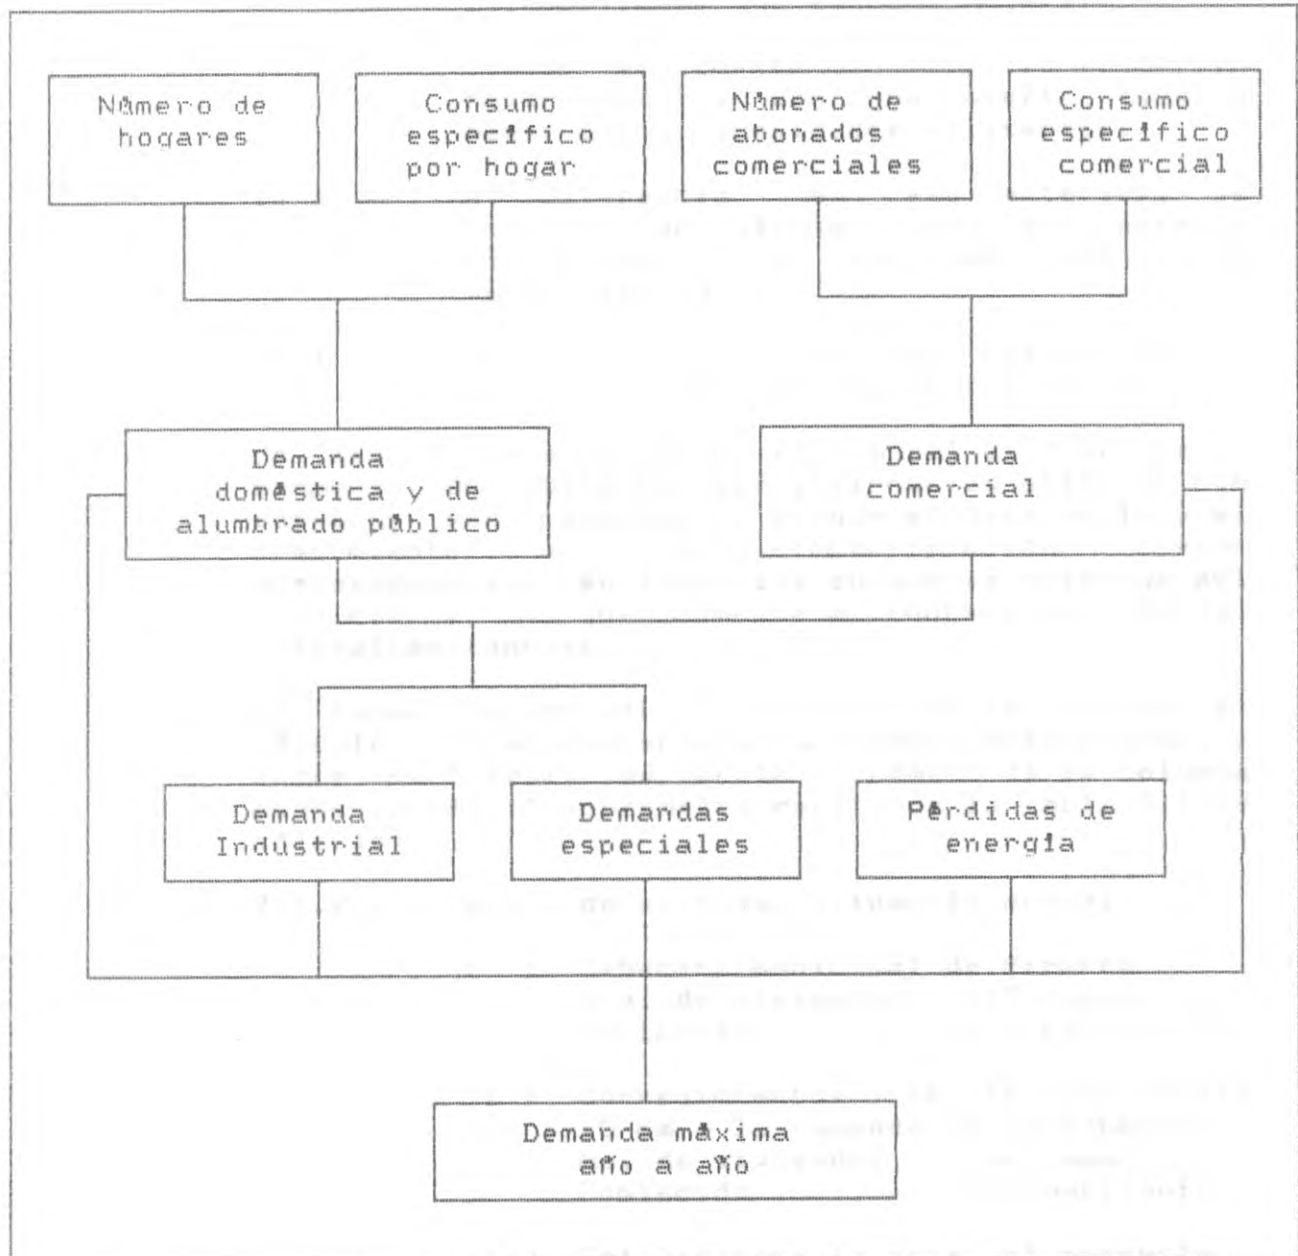 Número de
hogares
Consumo
específico
por hogar
Número de
abonados
comerciales
Consumo
específico
comercial
Demanda
doméstica y de
alumbrado público
Demanda
comercial
Demanda
Industrial
Demandas
especiales
Pérdidas de
energía
Demanda máxima
año a año